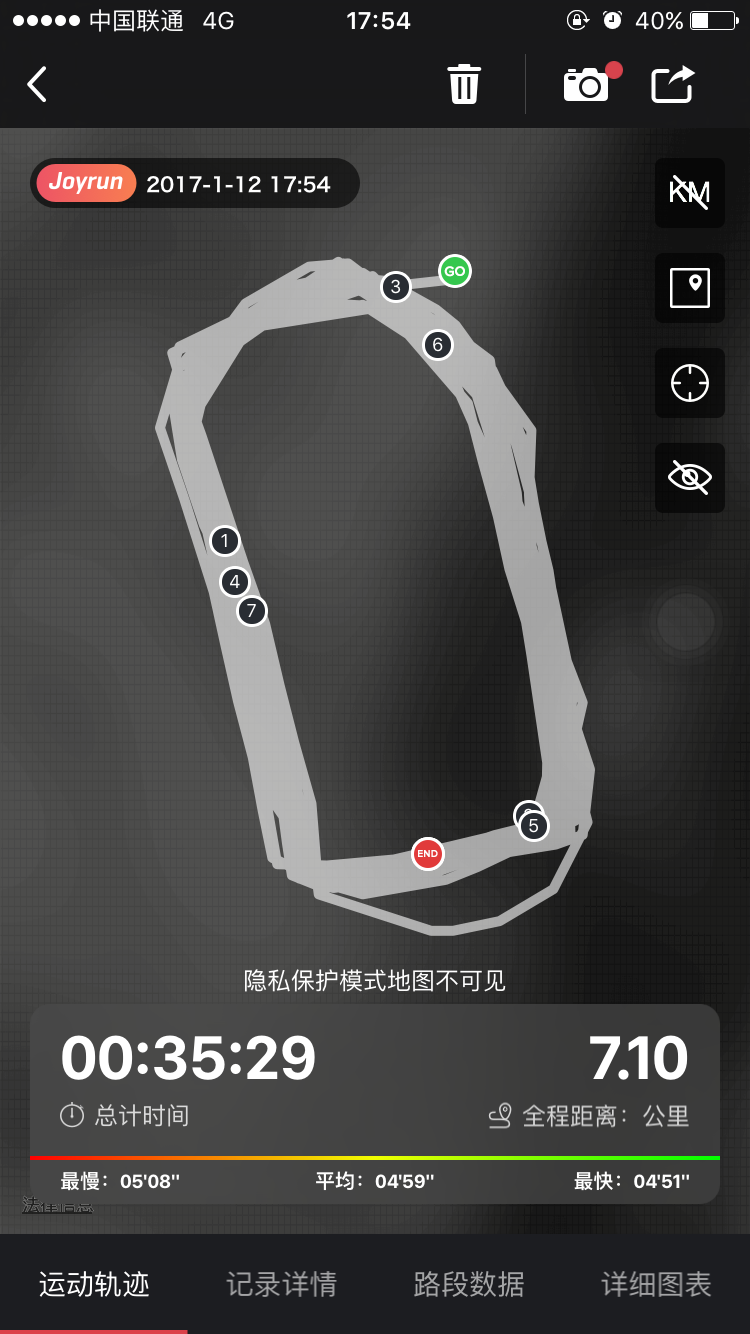 中国联通 4G 17:54 40%
Joyrun 2017-1-12 17:54
KM
GO
3
6
1
4
7
5
END
隐私保护模式地图不可见
00:35:29 7.10
总计时间 全程距离：公里
最慢：05'08" 平均：04'59" 最快：04'51"
法律信息
运动轨迹 记录详情 路段数据 详细图表